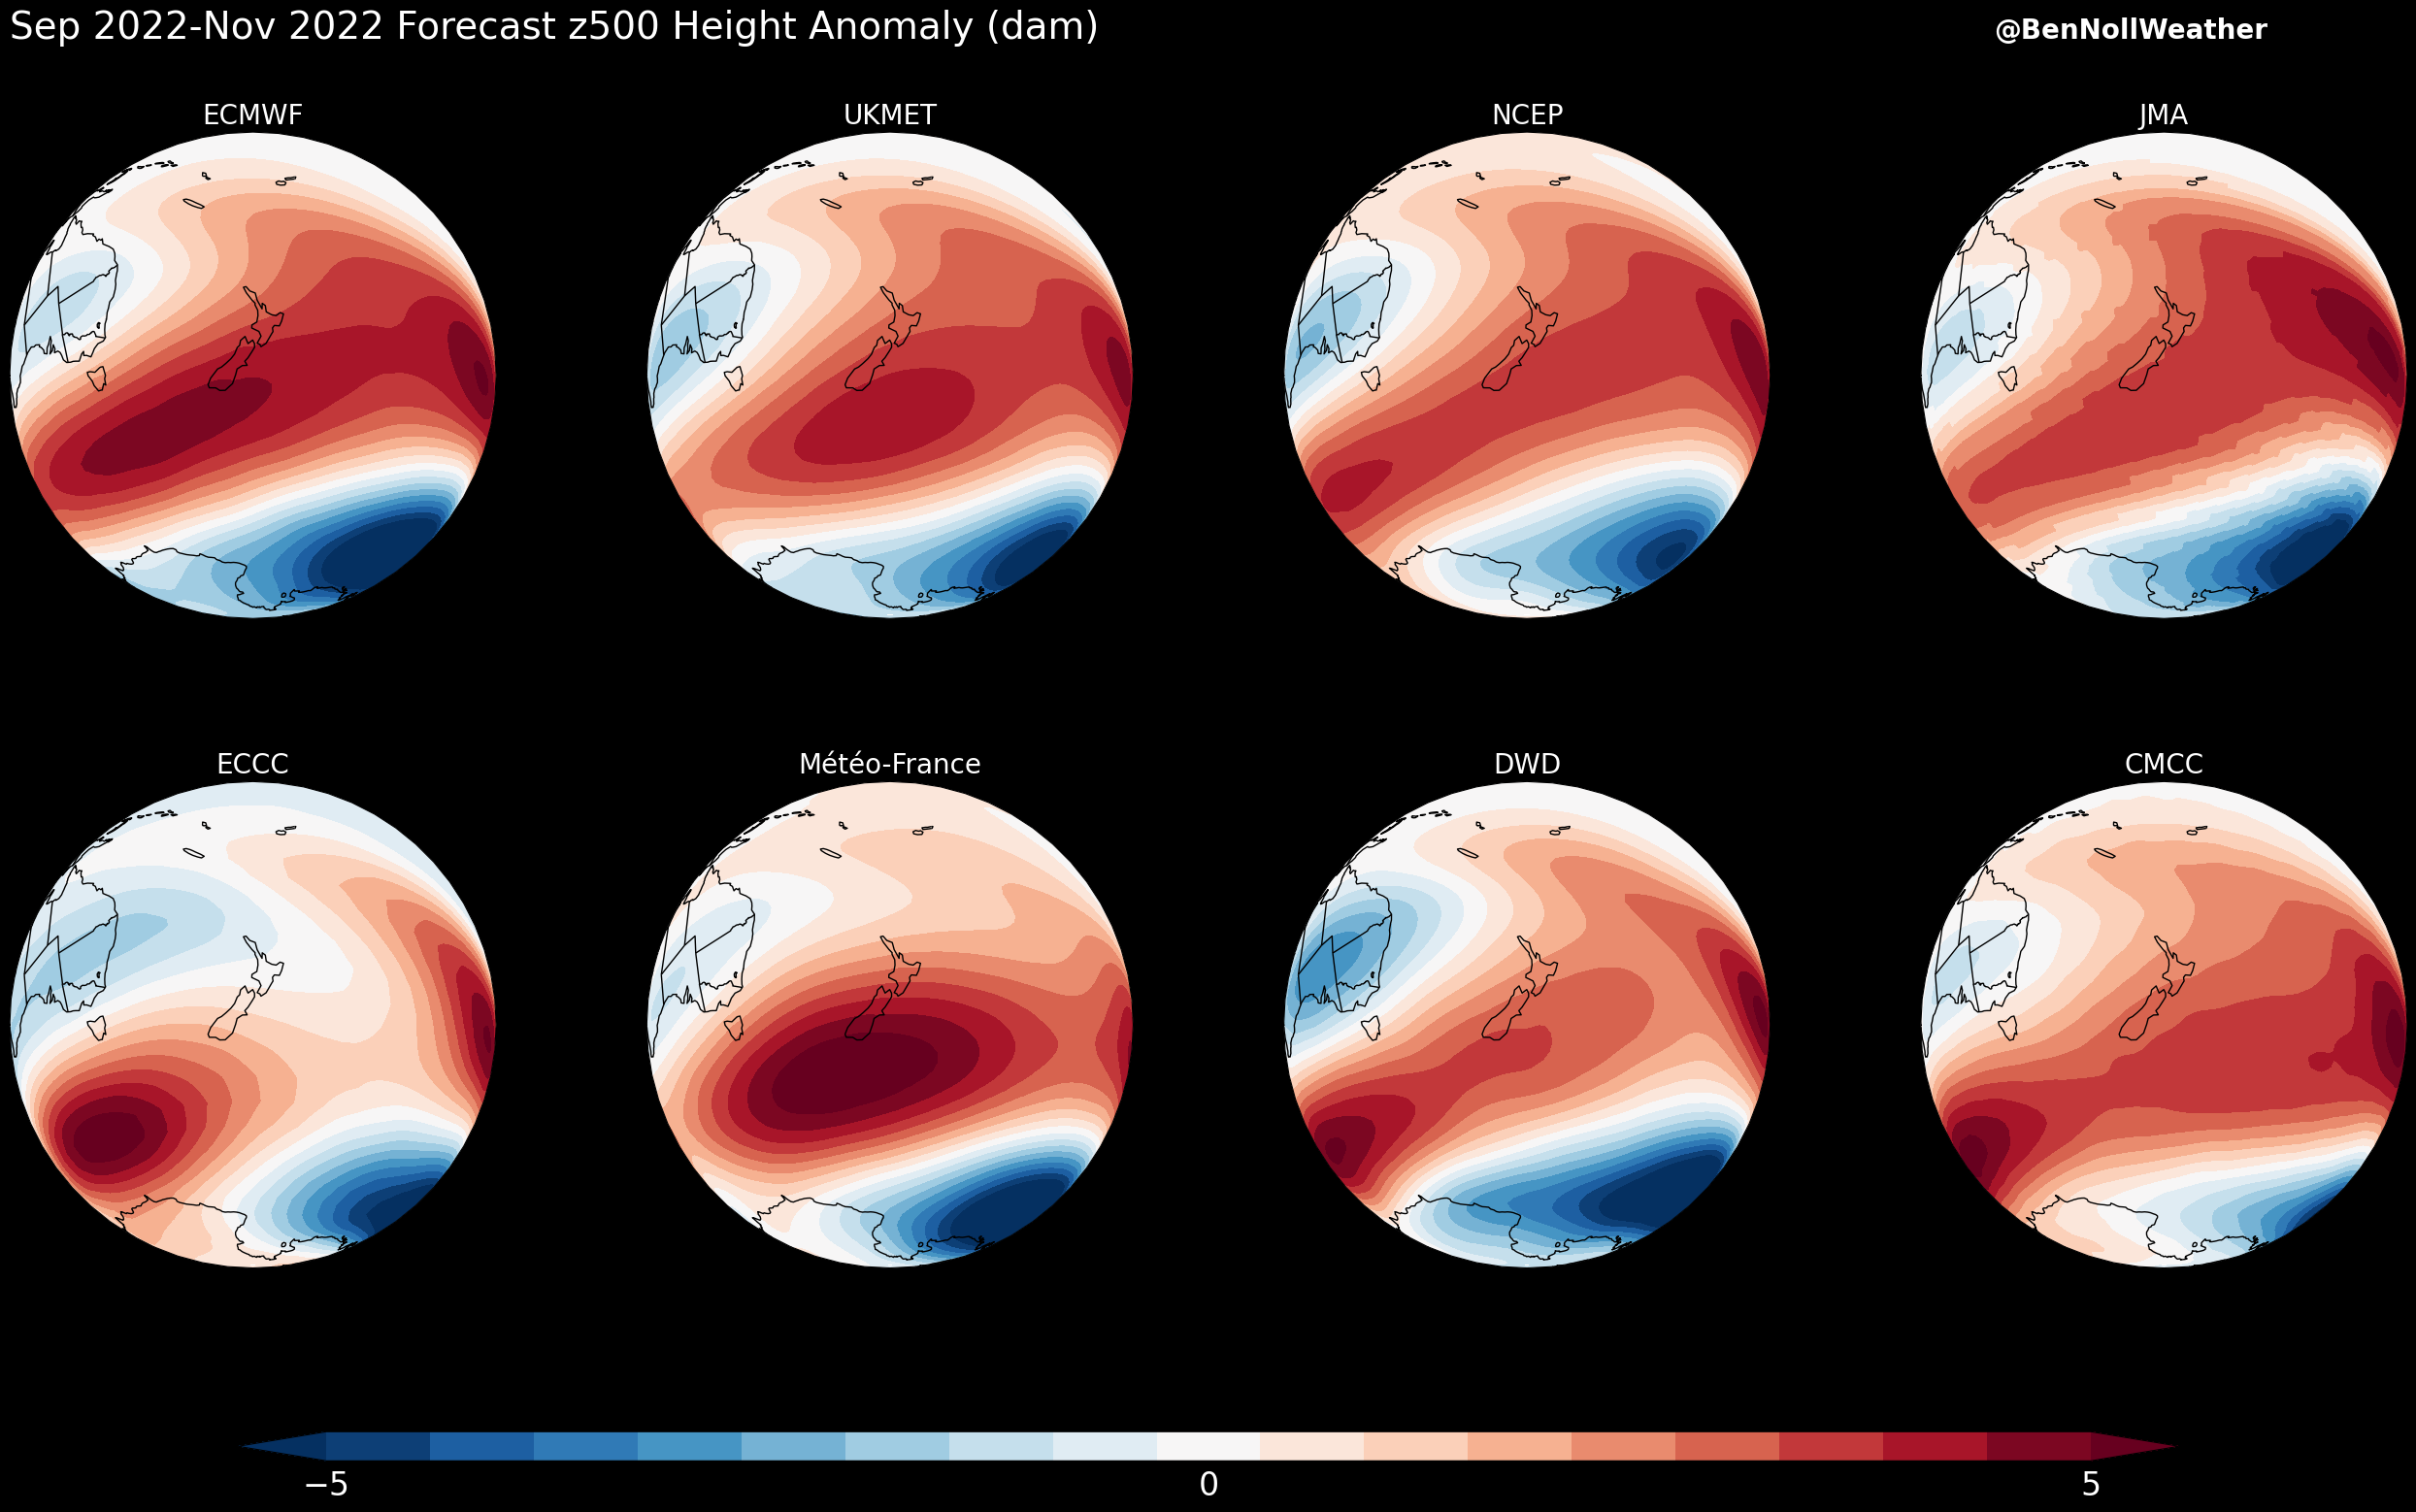 Sep 2022-Nov 2022 Forecast z500 Height Anomaly (dam)
@BenNollWeather
ECMWF
UKMET
NCEP
JMA
ECCC
Météo-France
DWD
CMCC
−5
0
5